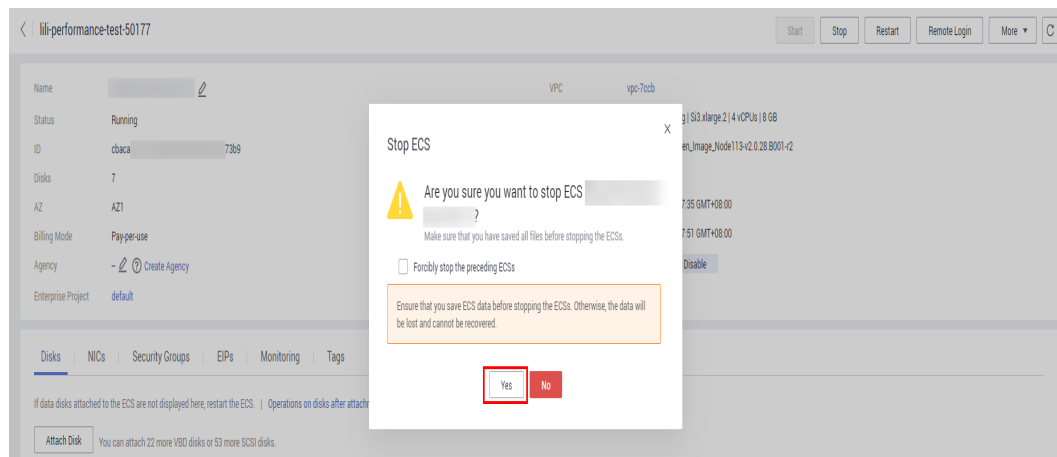 lili-performance-test-50177
Start Stop Restart Remote Login More
Name
VPC vpc-7ccb
Status Running
g | Si3.xlarge.2 | 4 vCPUs | 8 GB
ID cbaca 73b9
en_Image_Node113-v2.0.28.B001-r2
Disks 7
AZ AZ1
7:35 GMT+08:00
Billing Mode Pay-per-use
7:51 GMT+08:00
Agency -- ? Create Agency
Disable
Enterprise Project default
Stop ECS X
Are you sure you want to stop ECS
?
Make sure that you have saved all files before stopping the ECSs.
Forcibly stop the preceding ECSs
Ensure that you save ECS data before stopping the ECSs. Otherwise, the data will
be lost and cannot be recovered.
Yes No
Disks NICs Security Groups EIPs Monitoring Tags
If data disks attached to the ECS are not displayed here, restart the ECS. | Operations on disks after attachm
Attach Disk You can attach 22 more VBD disks or 53 more SCSI disks.